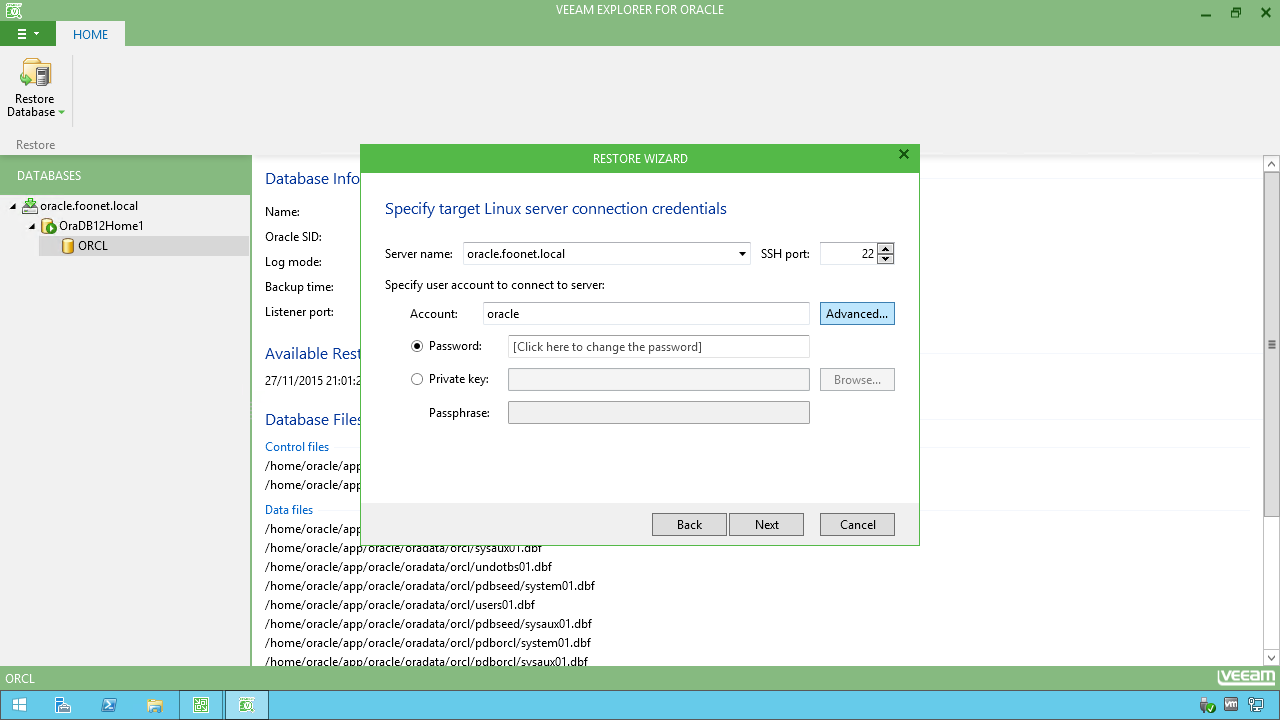 VEEAM EXPLORER FOR ORACLE
HOME
Restore
Database
Restore
DATABASES
oracle.foonet.local
OraDB12Home1
ORCL
Database Info
Name:
Oracle SID:
Log mode:
Backup time:
Listener port:
Available Rest
27/11/2015 21:01:2
Database Files
Control files
/home/oracle/app
/home/oracle/app
Data files
/home/oracle/app
/home/oracle/app/oracle/oradata/orcl/sysaux01.dbf
/home/oracle/app/oracle/oradata/orcl/undotbs01.dbf
/home/oracle/app/oracle/oradata/orcl/pdbseed/system01.dbf
/home/oracle/app/oracle/oradata/orcl/users01.dbf
/home/oracle/app/oracle/oradata/orcl/pdbseed/sysaux01.dbf
/home/oracle/app/oracle/oradata/orcl/pdborcl/system01.dbf
/home/oracle/app/oracle/oradata/orcl/pdborcl/sysaux01.dbf
RESTORE WIZARD
Specify target Linux server connection credentials
Server name: oracle.foonet.local SSH port: 22
Specify user account to connect to server:
Account: oracle Advanced...
Password: [Click here to change the password]
Private key: Browse...
Passphrase:
Back Next Cancel
ORCL
veeam